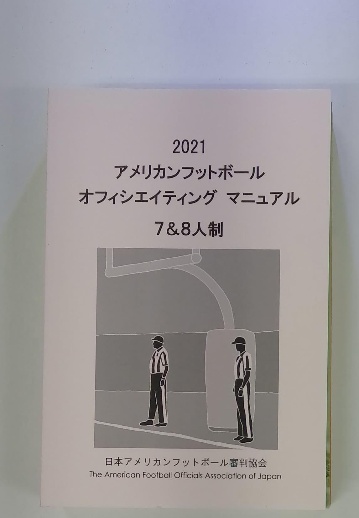 2021
アメリカンフットボール
オフィシエイティング マニュアル
7&8人制
日本アメリカンフットボール審判協会
The American Football Officials Association of Japan